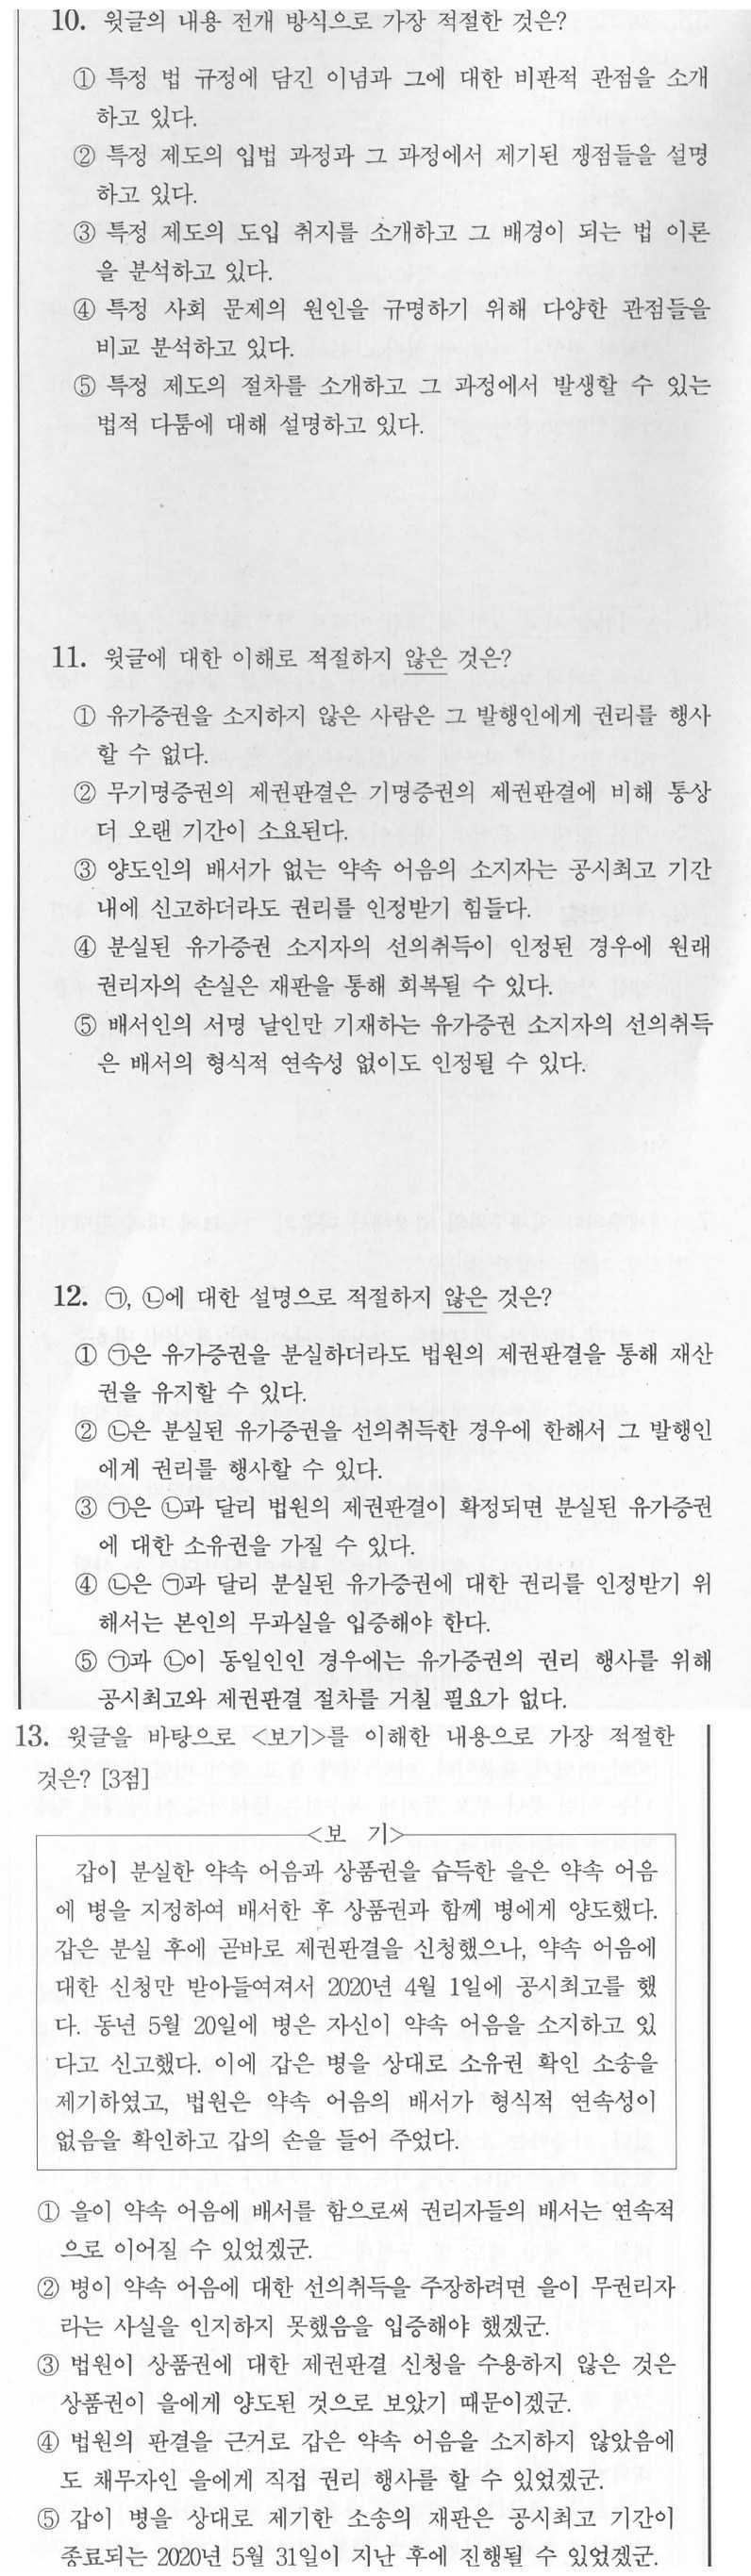 10. 윗글의 내용 전개 방식으로 가장 적절한 것은?
① 특정 법 규정에 담긴 이념과 그에 대한 비판적 관점을 소개
하고 있다.
② 특정 제도의 입법 과정과 그 과정에서 제기된 쟁점들을 설명
하고 있다.
③ 특정 제도의 도입 취지를 소개하고 그 배경이 되는 법 이론
을 분석하고 있다.
④ 특정 사회 문제의 원인을 규명하기 위해 다양한 관점들을
비교 분석하고 있다.
⑤ 특정 제도의 절차를 소개하고 그 과정에서 발생할 수 있는
법적 다툼에 대해 설명하고 있다.
11. 윗글에 대한 이해로 적절하지 않은 것은?
① 유가증권을 소지하지 않은 사람은 그 발행인에게 권리를 행사
할 수 없다.
② 무기명증권의 제권판결은 기명증권의 제권판결에 비해 통상
더 오랜 기간이 소요된다.
③ 양도인의 배서가 없는 약속 어음의 소지자는 공시최고 기간
내에 신고하더라도 권리를 인정받기 힘들다.
④ 분실된 유가증권 소지자의 선의취득이 인정된 경우에 원래
권리자의 손실은 재판을 통해 회복될 수 있다.
⑤ 배서인의 서명 날인만 기재하는 유가증권 소지자의 선의취득
은 배서의 형식적 연속성 없이도 인정될 수 있다.
12. ㉠, ㉡에 대한 설명으로 적절하지 않은 것은?
① ㉠은 유가증권을 분실하더라도 법원의 제권판결을 통해 재산
권을 유지할 수 있다.
② ㉡은 분실된 유가증권을 선의취득한 경우에 한해서 그 발행인
에게 권리를 행사할 수 있다.
③ ㉠은 ㉡과 달리 법원의 제권판결이 확정되면 분실된 유가증권
에 대한 소유권을 가질 수 있다.
④ ㉡은 ㉠과 달리 분실된 유가증권에 대한 권리를 인정받기 위
해서는 본인의 무과실을 입증해야 한다.
⑤ ㉠과 ㉡이 동일인인 경우에는 유가증권의 권리 행사를 위해
공시최고와 제권판결 절차를 거칠 필요가 없다.
13. 윗글을 바탕으로 <보기>를 이해한 내용으로 가장 적절한
것은? [3점]
<보 기>
갑이 분실한 약속 어음과 상품권을 습득한 을은 약속 어음
에 병을 지정하여 배서한 후 상품권과 함께 병에게 양도했다.
갑은 분실 후에 곧바로 제권판결을 신청했으나, 약속 어음에
대한 신청만 받아들여져서 2020년 4월 1일에 공시최고를 했
다. 동년 5월 20일에 병은 자신이 약속 어음을 소지하고 있
다고 신고했다. 이에 갑은 병을 상대로 소유권 확인 소송을
제기하였고, 법원은 약속 어음의 배서가 형식적 연속성이
없음을 확인하고 갑의 손을 들어 주었다.
① 을이 약속 어음에 배서를 함으로써 권리자들의 배서는 연속적
으로 이어질 수 있었겠군.
② 병이 약속 어음에 대한 선의취득을 주장하려면 을이 무권리자
라는 사실을 인지하지 못했음을 입증해야 했겠군.
③ 법원이 상품권에 대한 제권판결 신청을 수용하지 않은 것은
상품권이 을에게 양도된 것으로 보았기 때문이겠군.
④ 법원의 판결을 근거로 갑은 약속 어음을 소지하지 않았음에
도 채무자인 을에게 직접 권리 행사를 할 수 있었겠군.
⑤ 갑이 병을 상대로 제기한 소송의 재판은 공시최고 기간이
종료되는 2020년 5월 31일이 지난 후에 진행될 수 있었겠군.